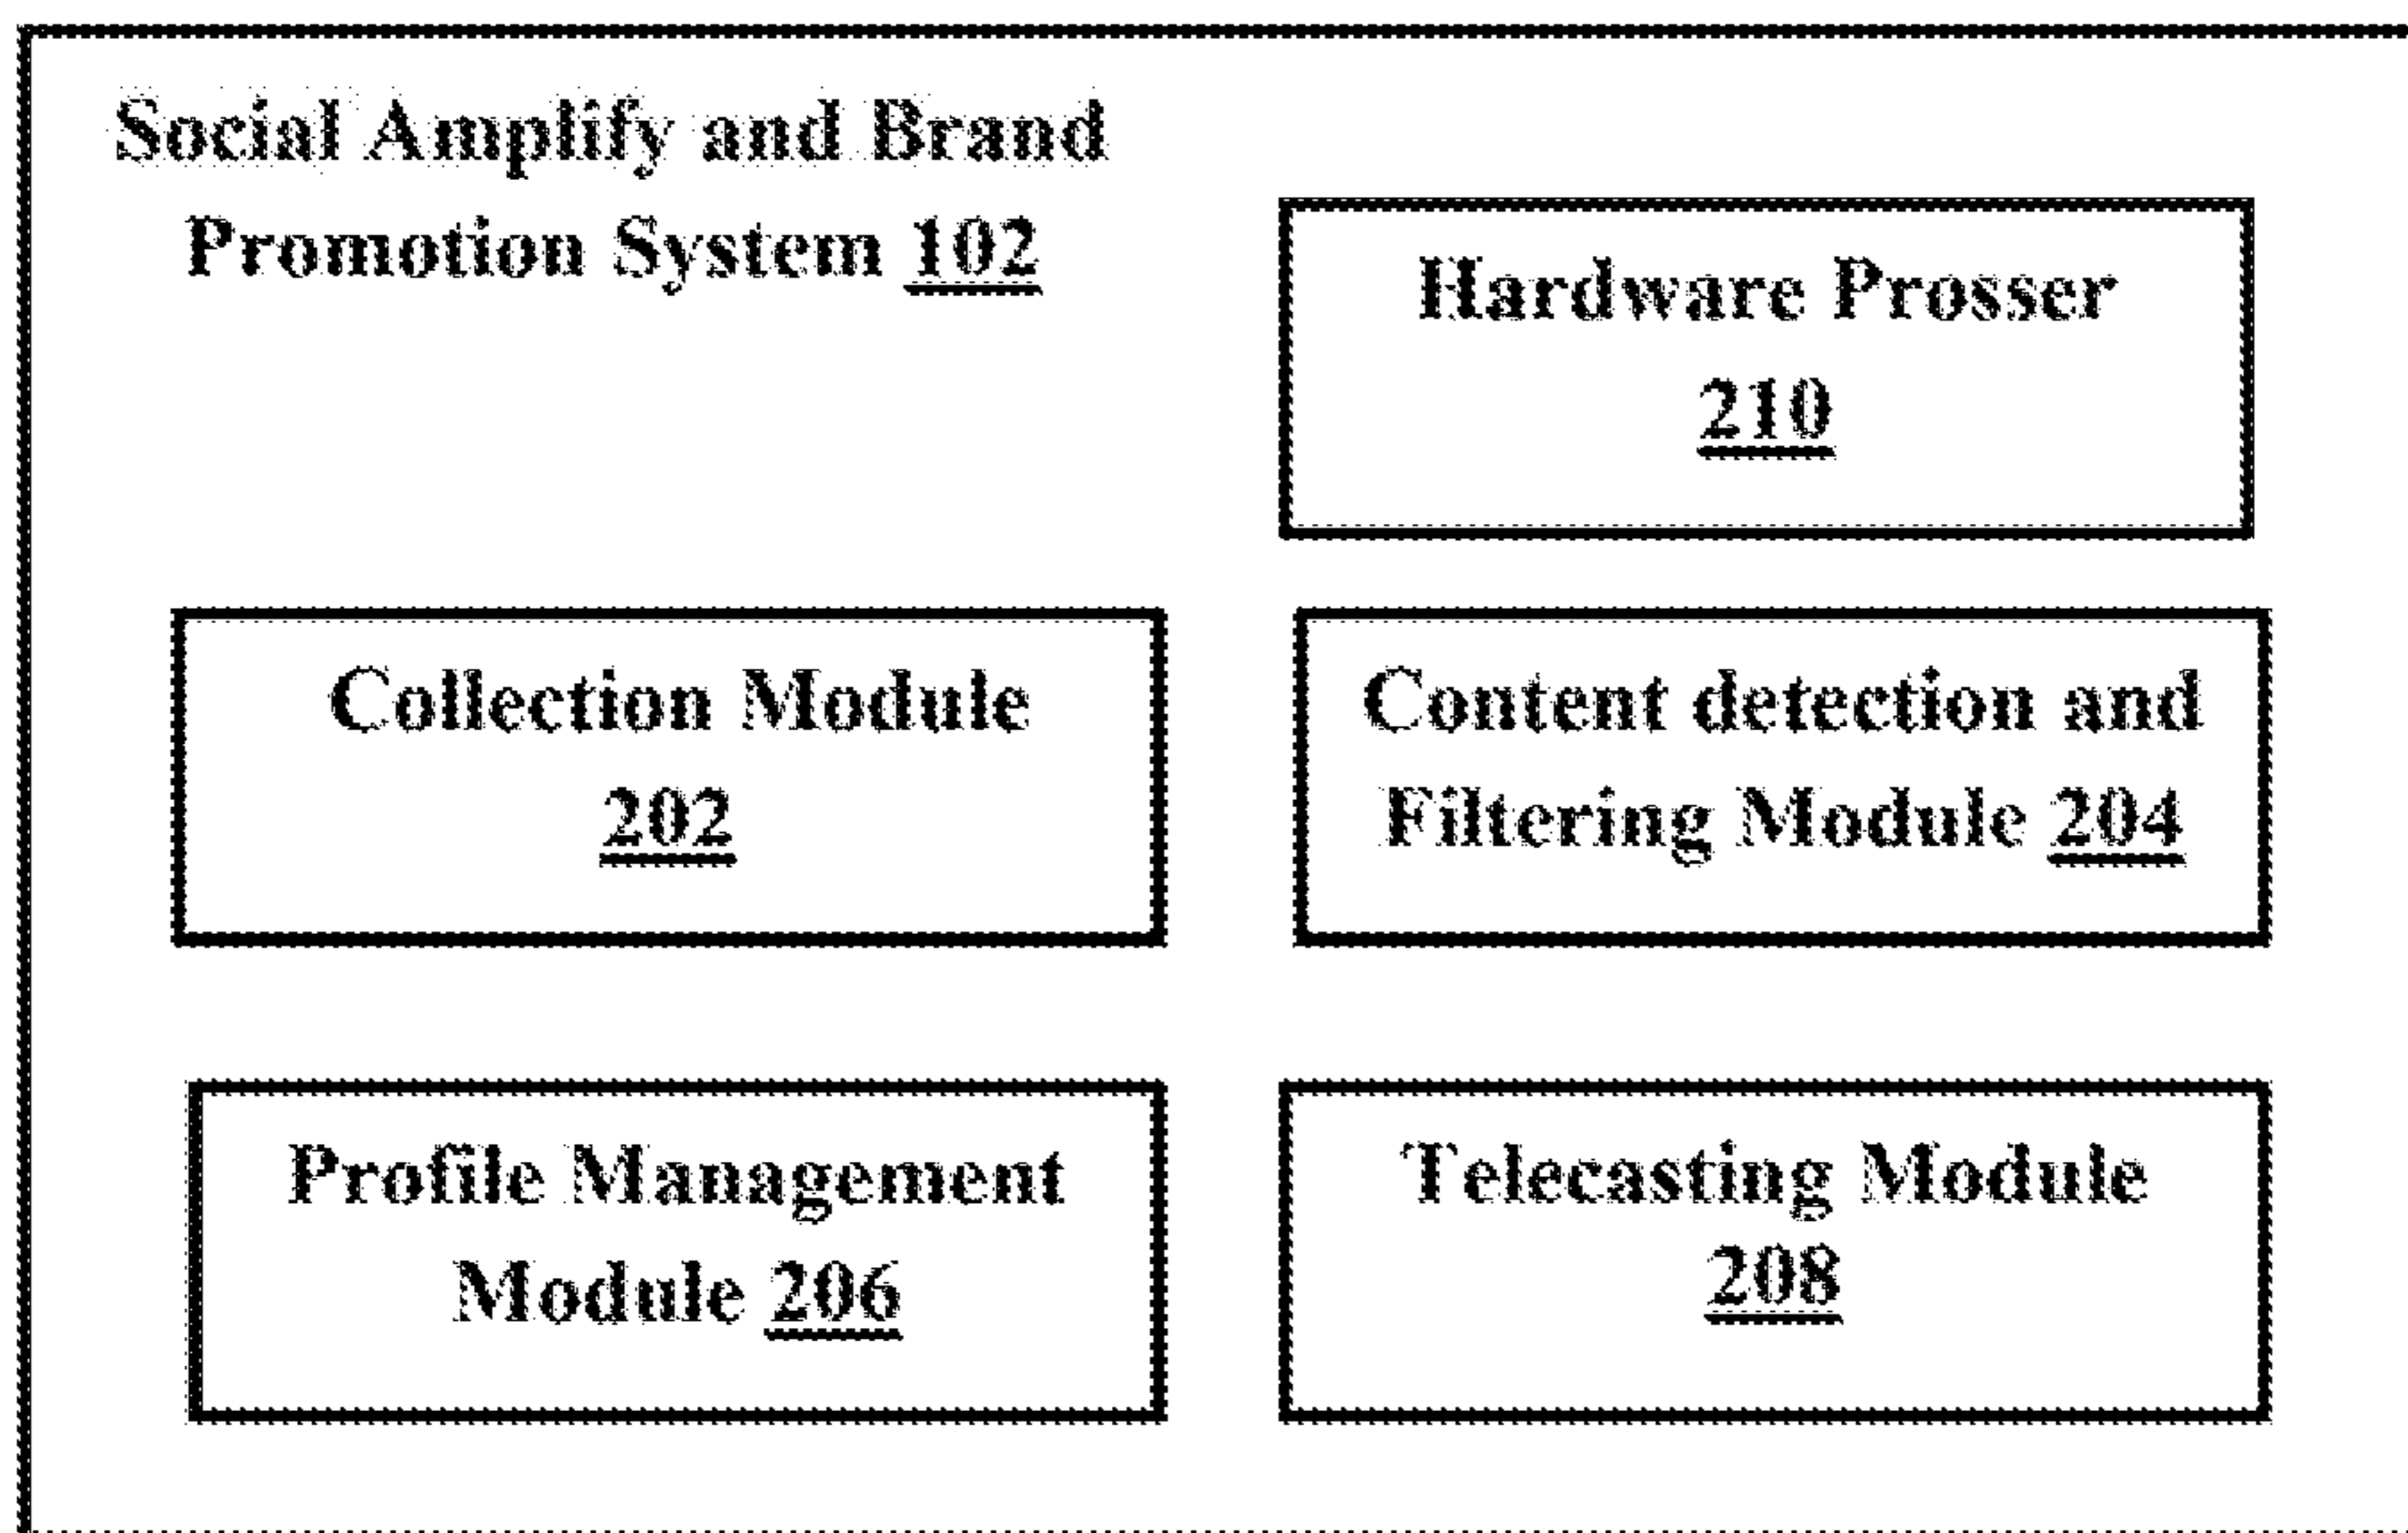 Social Amplify and Brand
Promotion System 102
Hardware Prosser
210
Collection Module
202
Content detection and
Filtering Module 204
Profile Management
Module 206
Telecasting Module
208